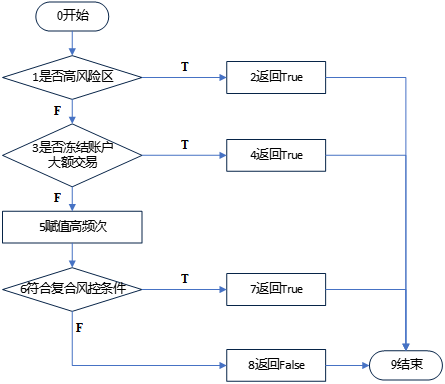 0开始
1是否高风险区
T
2返回True
F
3是否冻结账户
大额交易
T
4返回True
F
5赋值高频次
6符合复合风控条件
T
7返回True
F
8返回False
9结束